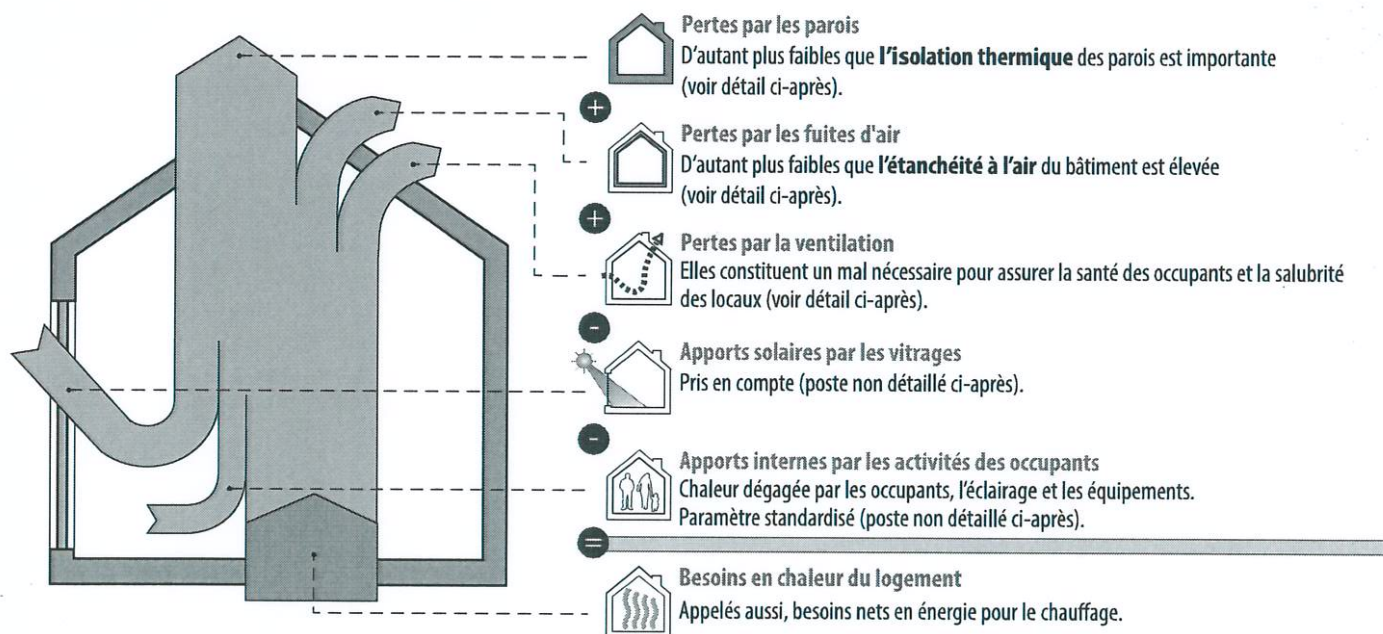 Pertes par les parois
D'autant plus faibles que l'isolation thermique des parois est importante
(voir détail ci-après).
+
Pertes par les fuites d'air
D'autant plus faibles que l'étanchéité à l'air du bâtiment est élevée
(voir détail ci-après).
+
Pertes par la ventilation
Elles constituent un mal nécessaire pour assurer la santé des occupants et la salubrité
des locaux (voir détail ci-après).
-
Apports solaires par les vitrages
Pris en compte (poste non détaillé ci-après).
-
Apports internes par les activités des occupants
Chaleur dégagée par les occupants, l'éclairage et les équipements.
Paramètre standardisé (poste non détaillé ci-après).
=
Besoins en chaleur du logement
Appelés aussi, besoins nets en énergie pour le chauffage.